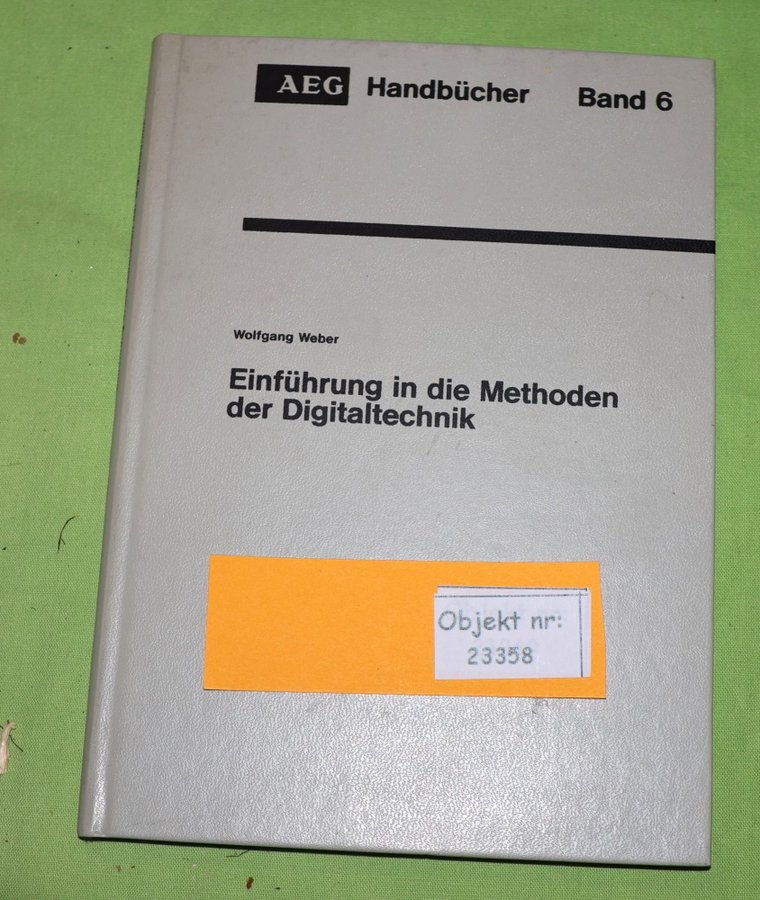 AEG Handbücher Band 6
Wolfgang Weber
Einführung in die Methoden
der Digitaltechnik
Objekt nr:
23358